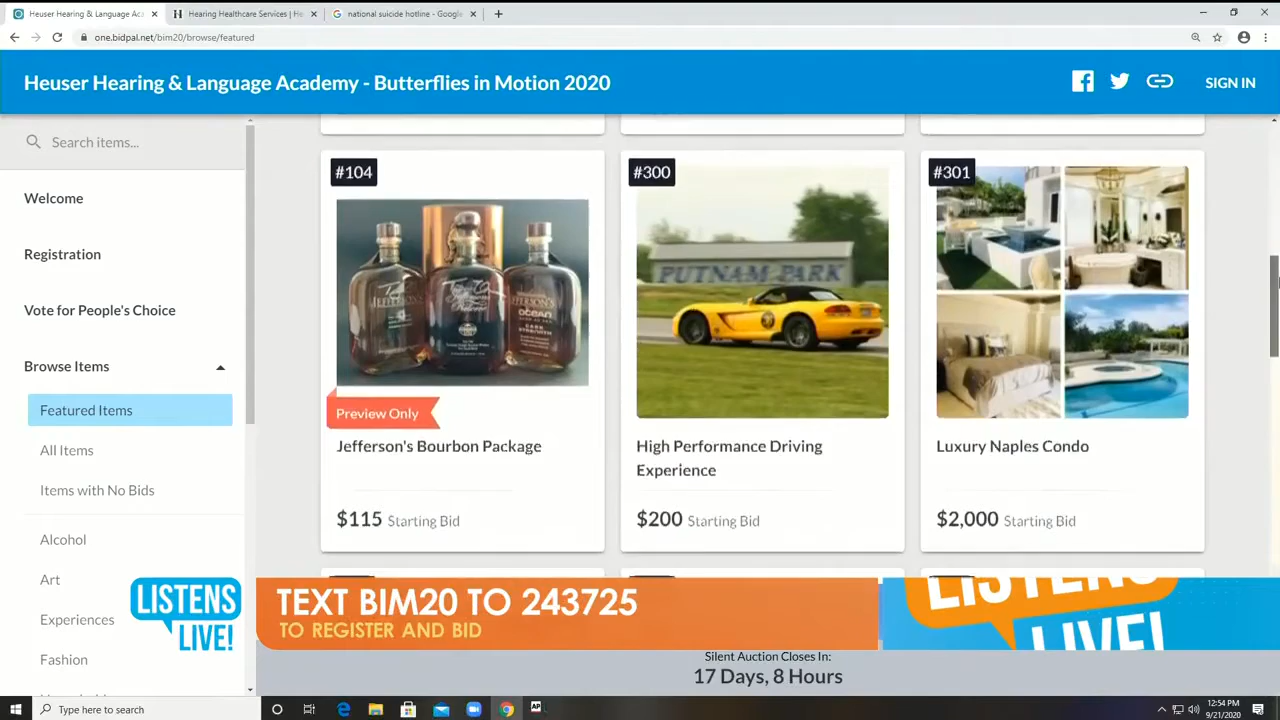 Heuser Hearing & Language Aca
Hearing Healthcare Services | He
national suicide hotline - Google
one.bidpal.net/bim20/browse/featured
Heuser Hearing & Language Academy - Butterflies in Motion 2020
SIGN IN
Search items...
Welcome
Registration
Vote for People's Choice
Browse Items
Featured Items
All Items
Items with No Bids
Alcohol
Art
Experiences
Fashion
#104
JEFFERSON'S
OCEAN
Preview Only
Jefferson's Bourbon Package
$115 Starting Bid
#300
PUTNAM PARK
High Performance Driving
Experience
$200 Starting Bid
#301
Luxury Naples Condo
$2,000 Starting Bid
LISTENS
LIVE!
TEXT BIM20 TO 243725
TO REGISTER AND BID
LISTENS
LIVE!
Silent Auction Closes In:
17 Days, 8 Hours
Type here to search
12:54 PM
9/21/2020